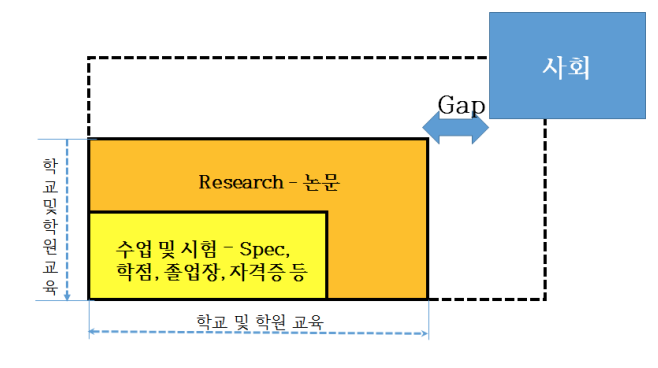 사회
Gap
Research – 논문
수업 및 시험 – Spec,
학점, 졸업장, 자격증 등
학교 및 학원 교육
학교 및 학원 교육